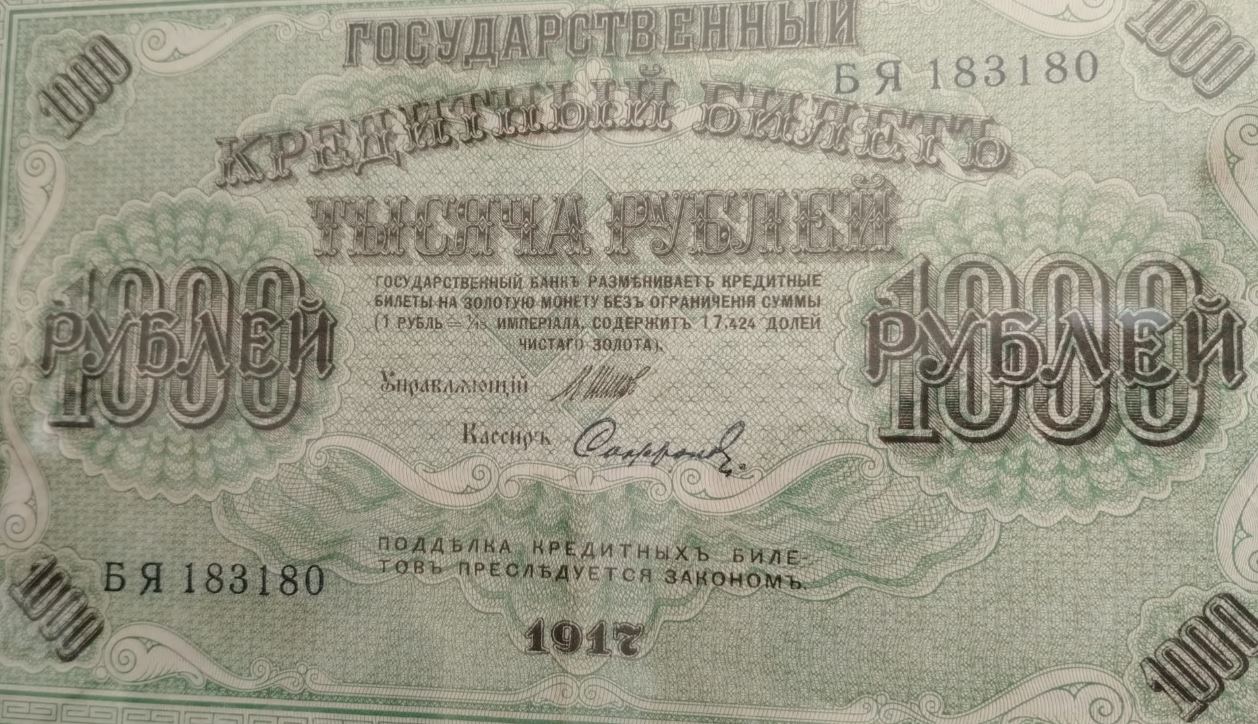 1000
ГОСУДАРСТВЕННЫЙ
1000
БЯ 183180
КРЕДИТНЫЙ БИЛЕТЪ
ТЫСЯЧА РУБЛЕЙ
1000
РУБЛЕЙ
ГОСУДАРСТВЕННЫЙ БАНКЪ РАЗМѢНИВАЕТЪ КРЕДИТНЫЕ
БИЛЕТЫ НА ЗОЛОТУЮ МОНЕТУ БЕЗЪ ОГРАНИЧЕНІЯ СУММЫ
(1 РУБЛЬ = 1/15 ИМПЕРІАЛА, СОДЕРЖИТЪ 17,424 ДОЛЕЙ
ЧИСТАГО ЗОЛОТА).
1000
РУБЛЕЙ
Управляющій
Кассиръ
Сафронов
ПОДДѢЛКА КРЕДИТНЫХЪ БИЛЕ-
ТОВЪ ПРЕСЛѢДУЕТСЯ ЗАКОНОМЪ.
БЯ 183180
1917
1000
1000